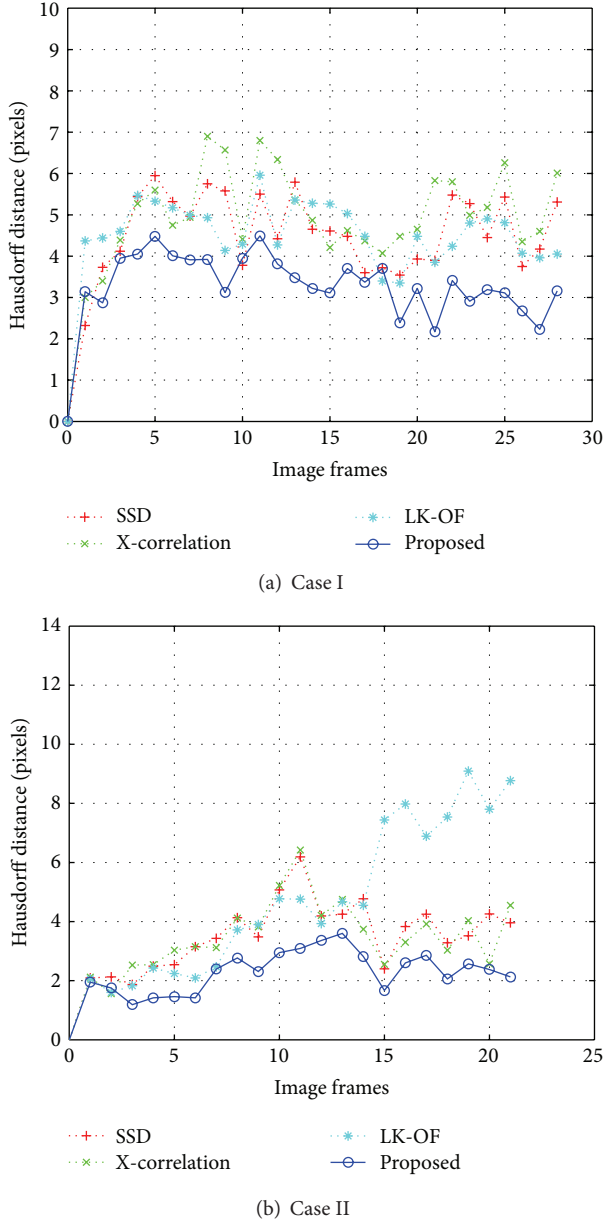 10
9
8
7
6
5
4
3
2
1
0
Hausdorff distance (pixels)
0 5 10 15 20 25 30
Image frames
SSD LK-OF
X-correlation Proposed
(a) Case I
14
12
10
8
6
4
2
0
Hausdorff distance (pixels)
0 5 10 15 20 25
Image frames
SSD LK-OF
X-correlation Proposed
(b) Case II